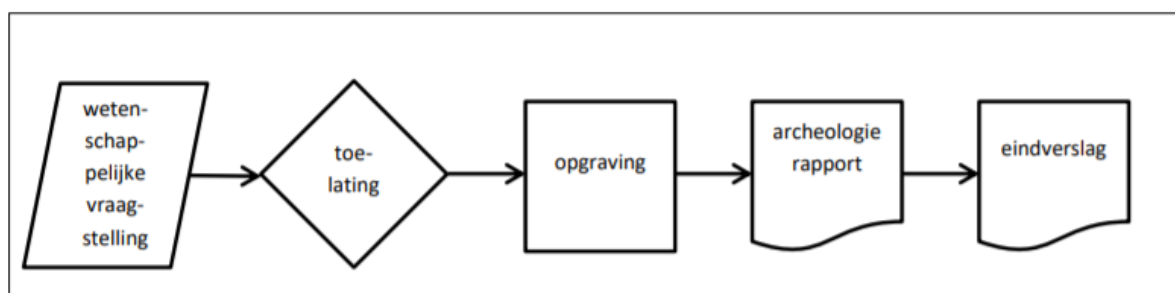 weten-
schap-
pelijke
vraag-
stelling
toe-
lating
opgraving
archeologie
rapport
eindverslag